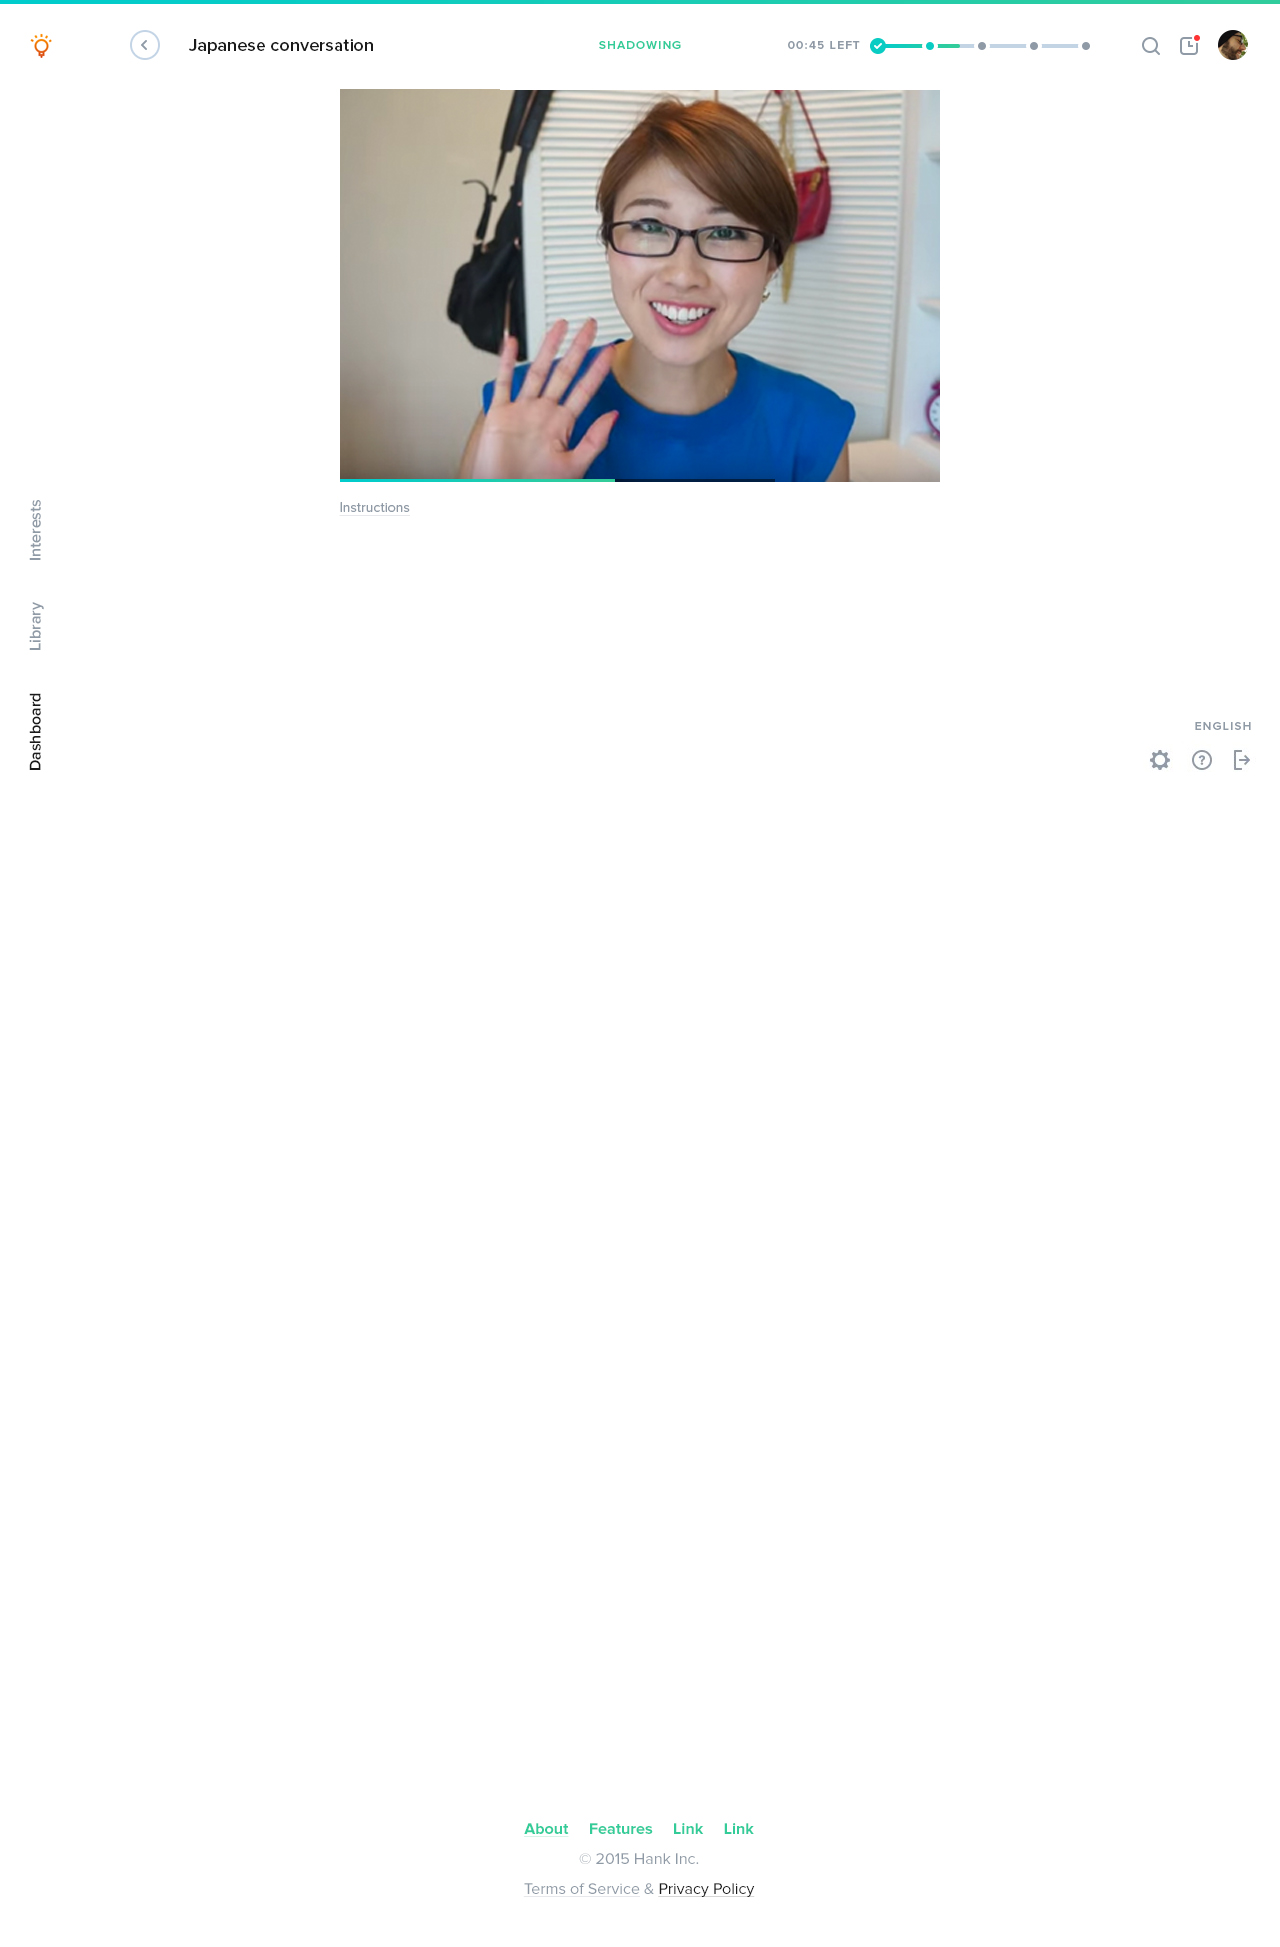 Japanese conversation
SHADOWING
00:45 LEFT
Instructions
Interests
Library
Dashboard
ENGLISH
About Features Link Link
© 2015 Hank Inc.
Terms of Service & Privacy Policy